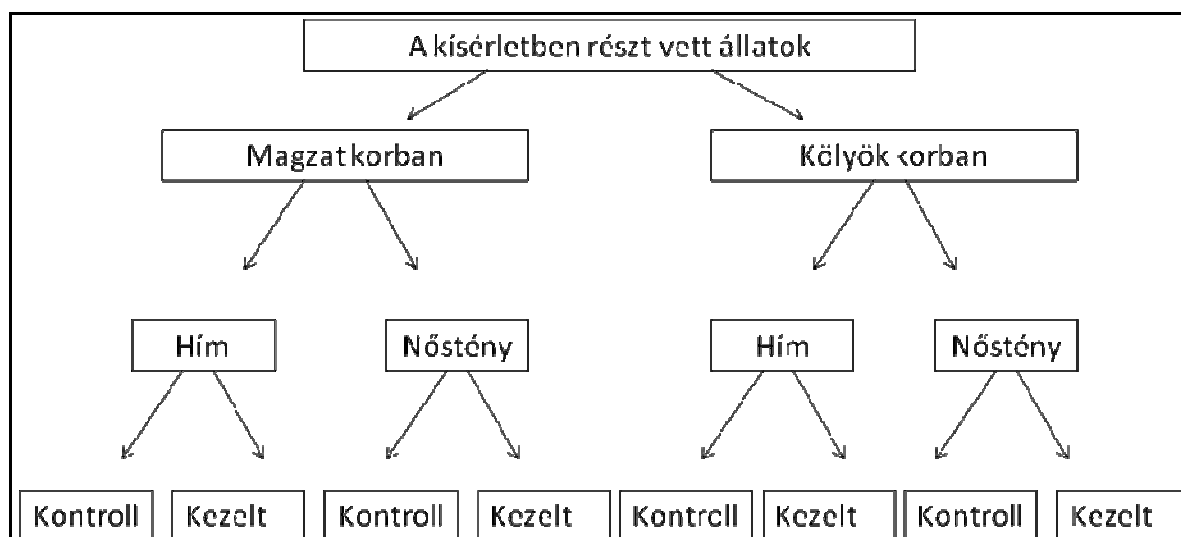 A kísérletben részt vett állatok
Magzat korban Kölyök korban
Hím Nőstény Hím Nőstény
Kontroll Kezelt Kontroll Kezelt Kontroll Kezelt Kontroll Kezelt